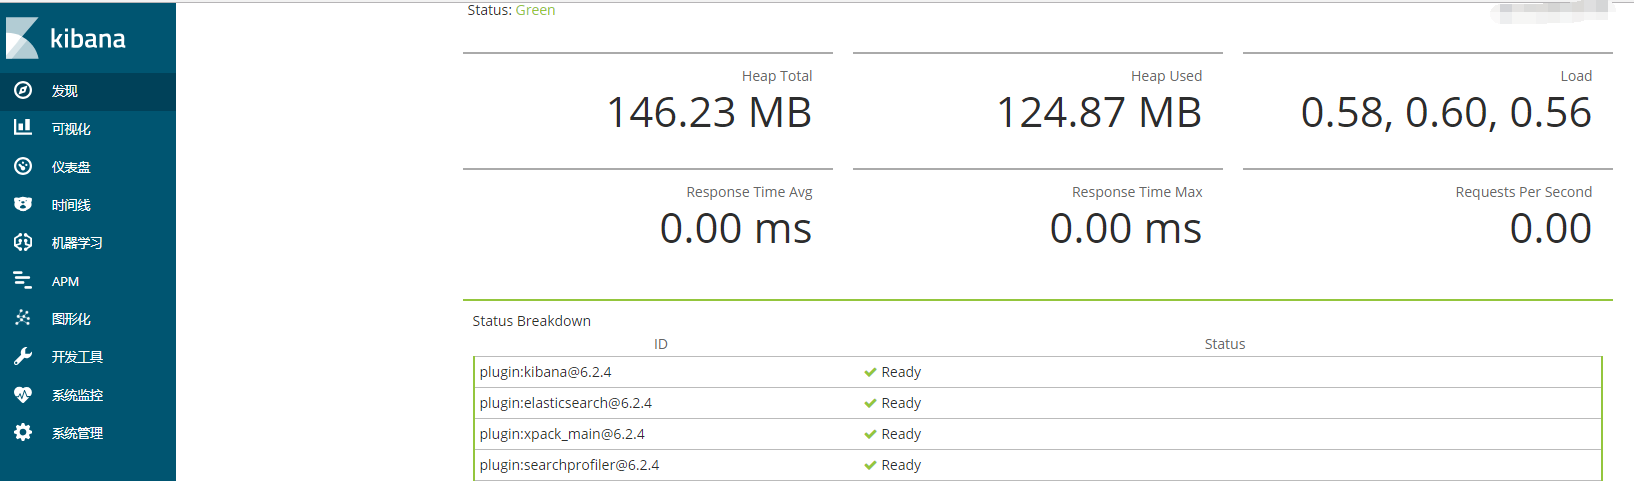 Status: Green
kibana
发现
可视化
仪表盘
时间线
机器学习
APM
图形化
开发工具
系统监控
系统管理
Heap Total
146.23 MB
Heap Used
124.87 MB
Load
0.58, 0.60, 0.56
Response Time Avg
0.00 ms
Response Time Max
0.00 ms
Requests Per Second
0.00
Status Breakdown
ID Status
plugin:kibana@6.2.4 Ready
plugin:elasticsearch@6.2.4 Ready
plugin:xpack_main@6.2.4 Ready
plugin:searchprofiler@6.2.4 Ready